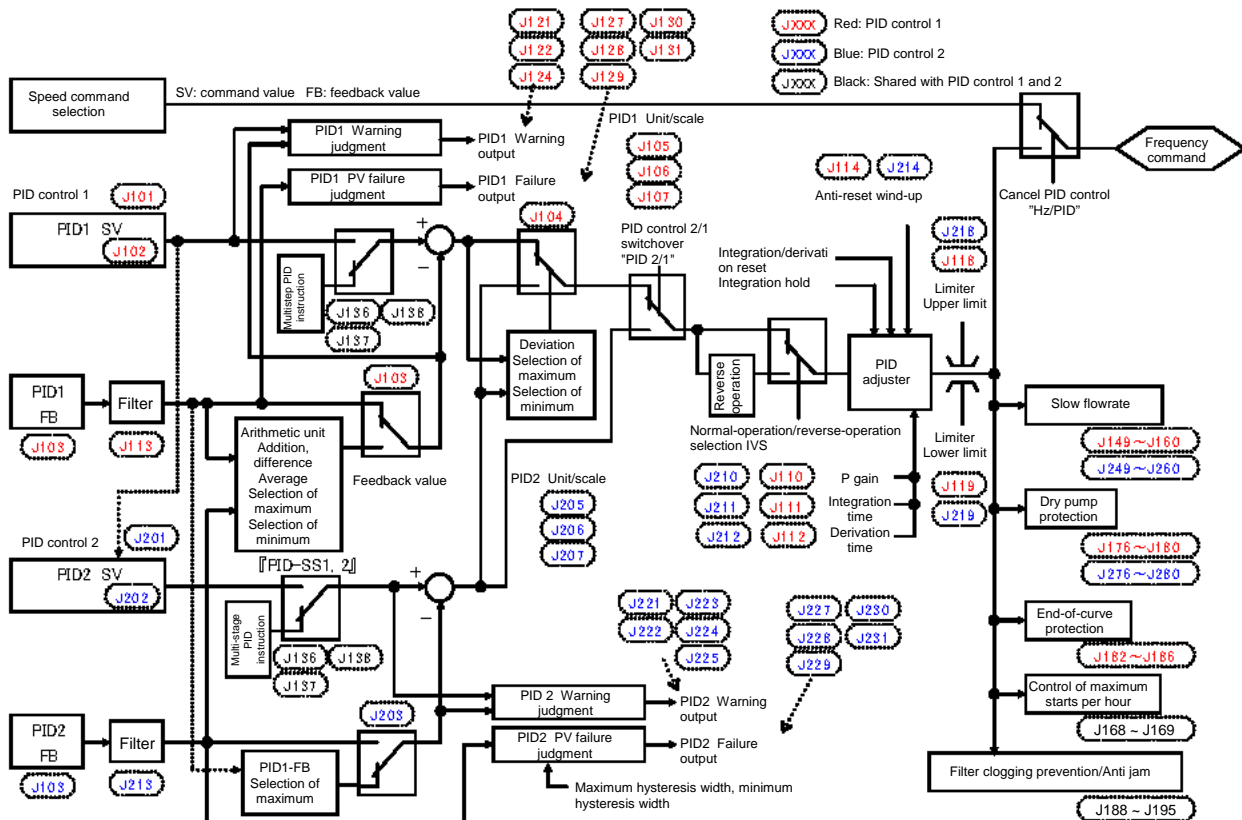 J121
J122
J124
J127
J128
J129
J130
J131
JXXX Red: PID control 1
JXXX Blue: PID control 2
JXXX Black: Shared with PID control 1 and 2
Speed command
selection
SV: command value FB: feedback value
PID1 Warning
judgment
PID1 Warning
output
PID1 PV failure
judgment
PID1 Failure
output
PID1 Unit/scale
J105
J106
J107
J114
J214
Anti-reset wind-up
Frequency
command
Cancel PID control
"Hz/PID"
PID control 1
J101
PID1 SV
J102
Multistep PID
instruction
J136
J138
J137
+
−
J104
PID control 2/1
switchover
"PID 2/1"
Integration/derivati
on reset
Integration hold
J218
J118
Limiter
Upper limit
Deviation
Selection of
maximum
Selection of
minimum
Reverse
operation
PID
adjuster
Normal-operation/reverse-operation
selection IVS
Limiter
Lower limit
J119
J219
PID1
FB
J103
Filter
J113
J103
Arithmetic unit
Addition,
difference
Average
Selection of
maximum
Selection of
minimum
Feedback value
PID2 Unit/scale
J205
J206
J207
J210
J110
J211
J111
J212
J112
P gain
Integration
time
Derivation
time
Slow flowrate
J149～J160
J249～J260
Dry pump
protection
J176～J180
J276～J280
End-of-curve
protection
J182～J186
Control of maximum
starts per hour
J168 ~ J169
Filter clogging prevention/Anti jam
J188 ~ J195
PID control 2
J201
PID2 SV
J202
『PID-SS1, 2』
Multi-stage
PID
instruction
J136
J138
J137
+
−
J221
J223
J222
J224
J225
J227
J230
J228
J231
J229
PID 2 Warning
judgment
PID2 Warning
output
PID2 PV failure
judgment
PID2 Failure
output
Maximum hysteresis width, minimum
hysteresis width
PID2
FB
J103
Filter
J213
J203
PID1-FB
Selection of
maximum